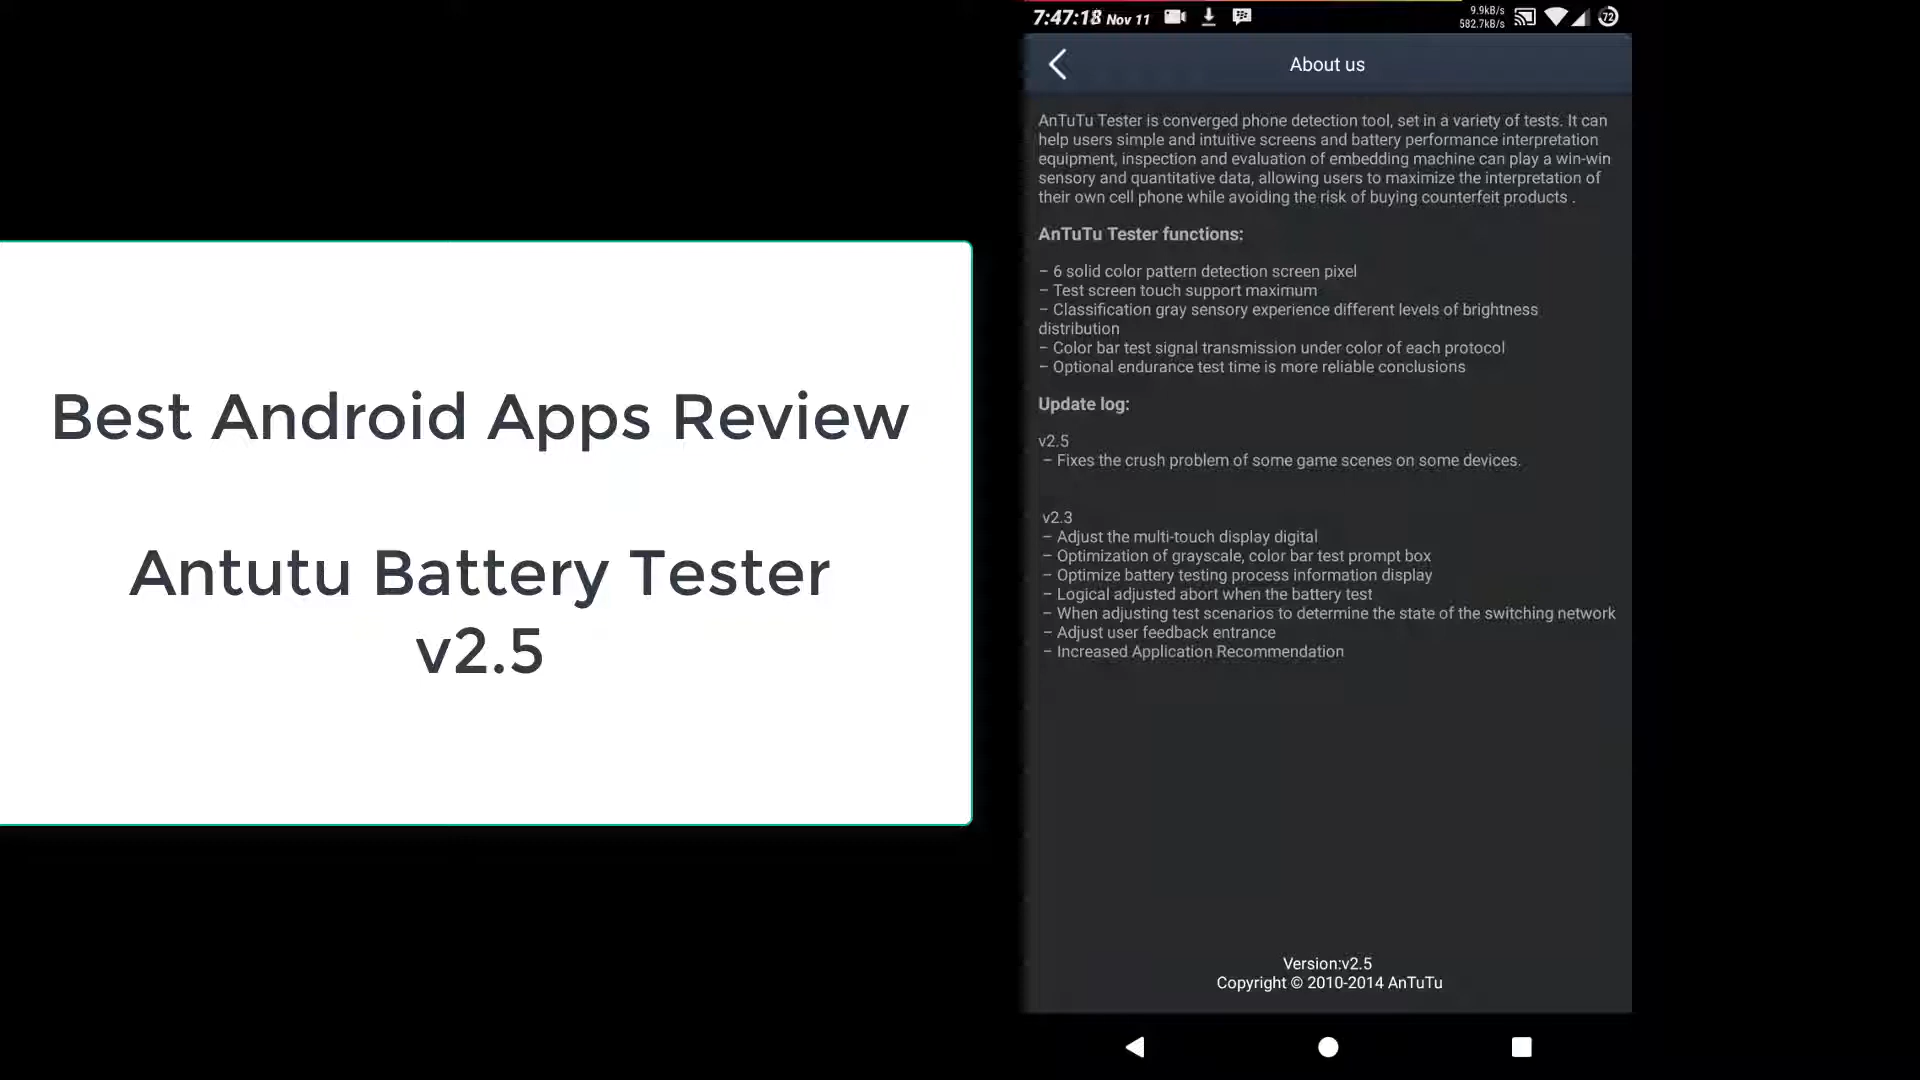 Best Android Apps Review
Antutu Battery Tester
v2.5
7:47:18 Nov 11
9.9kB/s
582.7kB/s
72
About us
AnTuTu Tester is converged phone detection tool, set in a variety of tests. It can
help users simple and intuitive screens and battery performance interpretation
equipment, inspection and evaluation of embedding machine can play a win-win
sensory and quantitative data, allowing users to maximize the interpretation of
their own cell phone while avoiding the risk of buying counterfeit products .
AnTuTu Tester functions:
– 6 solid color pattern detection screen pixel
– Test screen touch support maximum
– Classification gray sensory experience different levels of brightness
distribution
– Color bar test signal transmission under color of each protocol
– Optional endurance test time is more reliable conclusions
Update log:
v2.5
– Fixes the crush problem of some game scenes on some devices.
v2.3
– Adjust the multi-touch display digital
– Optimization of grayscale, color bar test prompt box
– Optimize battery testing process information display
– Logical adjusted abort when the battery test
– When adjusting test scenarios to determine the state of the switching network
– Adjust user feedback entrance
– Increased Application Recommendation
Version:v2.5
Copyright © 2010-2014 AnTuTu